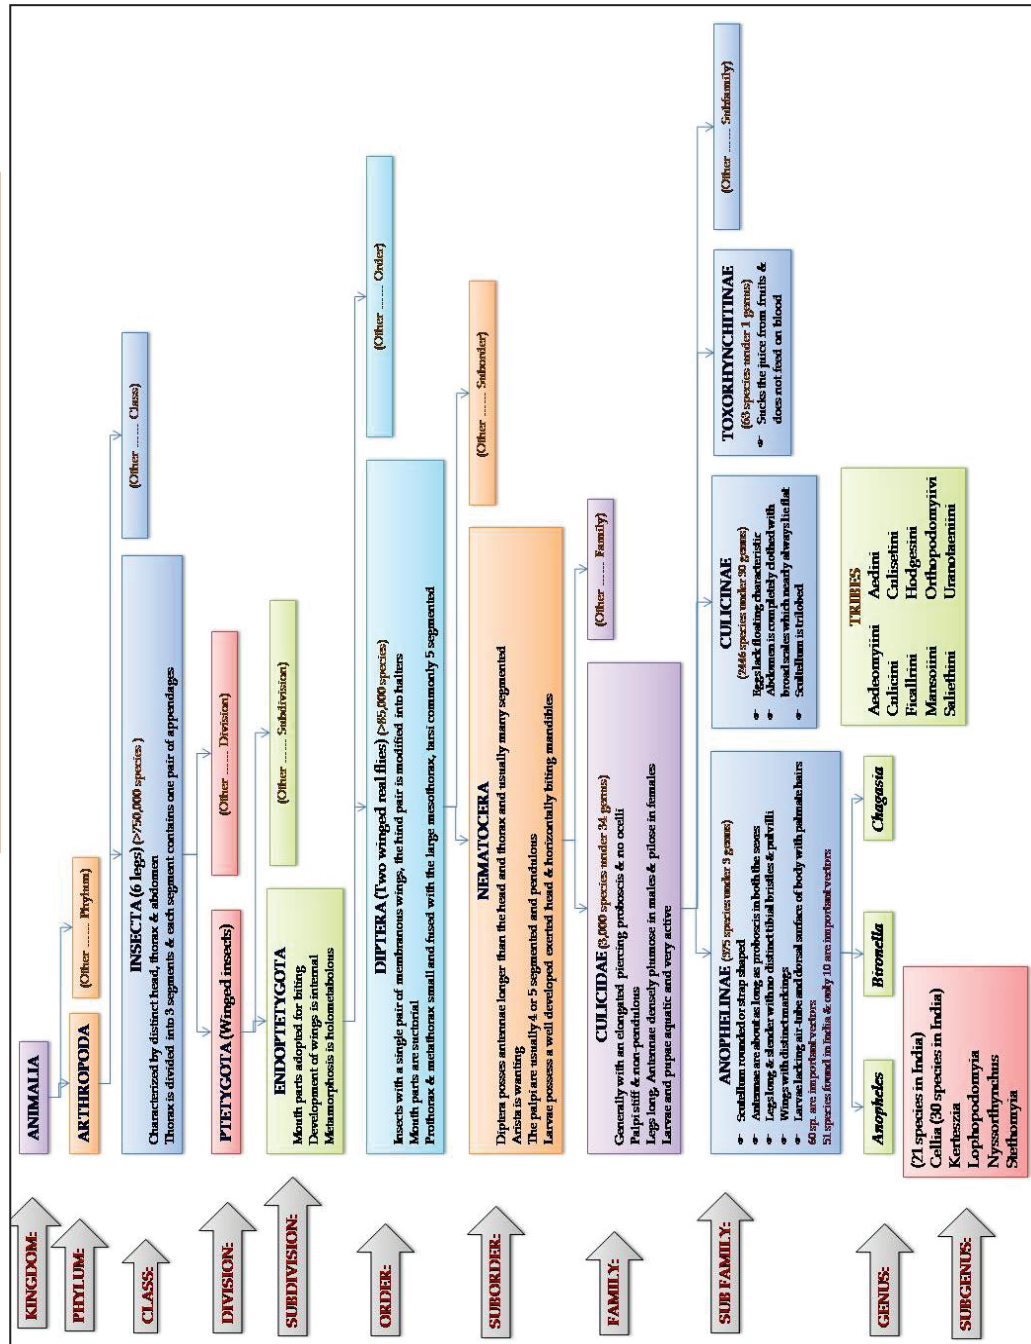 KINGDOM:
ANIMALIA
PHYLUM:
ARTHROPODA
(Other ...... Phylum)
CLASS:
INSECTA (6 legs) (>750,000 species )
Characterized by distinct head, thorax & abdomen
Thorax is divided into 3 segments & each segment contains one pair of appendages
(Other ...... Class)
DIVISION:
PTETYGOTA (Winged insects)
(Other ...... Division)
SUBDIVISION:
ENDOPTETYGOTA
Mouth parts adopted for biting
Development of wings is internal
Metamorphosis is holometabolous
(Other ...... Subdivision)
ORDER:
DIPTERA (Two winged real flies) (>85,000 species)
Insects with a single pair of membranous wings, the hind pair is modified into halters
Mouth parts are suctorial
Prothorax & metathorax small and fused with the large mesothorax, tarsi commonly 5 segmented
(Other ...... Order)
SUBORDER:
NEMATOCERA
Diptera posses antennae longer than the head and thorax and usually many segmented
Arista is wanting
The palpi are usually 4 or 5 segmented and pendulous
Larvae possess a well developed exerted head & horizontally biting mandibles
(Other ...... Suborder)
FAMILY:
CULICIDAE (3,000 species under 34 genus)
Generally with an elongated piercing proboscis & no ocelli
Palpi stiff & non-pendulous
Legs long, Antennae densely plumose in males & pilose in females
Larvae and pupae aquatic and very active
(Other ...... Family)
SUB FAMILY:
ANOPHELINAE (375 species under 3 genus)
Scutellum rounded or strap shaped
Antennae are about as long as proboscis in both the sexes
Legs long & slender with no distinct tibial bristles & pulvilli
Wings with distinct markings
Larvae lacking air-tube and dorsal surface of body with palmate hairs
60 sp. are important vectors
51 species found in India & only 10 are important vectors
CULICINAE
(2446 species under 30 genus)
Eggs lack floating characteristic
Abdomen is completely clothed with
broad scales which nearly always lie flat
Scultellum is trilobed
TOXORHYNCHITINAE
(63 species under 1 genus)
Sucks the juice from fruits &
does not feed on blood
(Other ...... Subfamily)
GENUS:
Anopheles
Bironella
Chagasia
TRIBES
Aedeomyiini Aedini
Culicini Culisetini
Ficallrini Hodgesini
Mansoiini Orthopodomyiivi
Saliethini Uranotaeniini
SUBGENUS:
(21 species in India)
Cellia (30 species in India)
Kerteszia
Lophopodomyia
Nyssorthynchus
Stethomyia